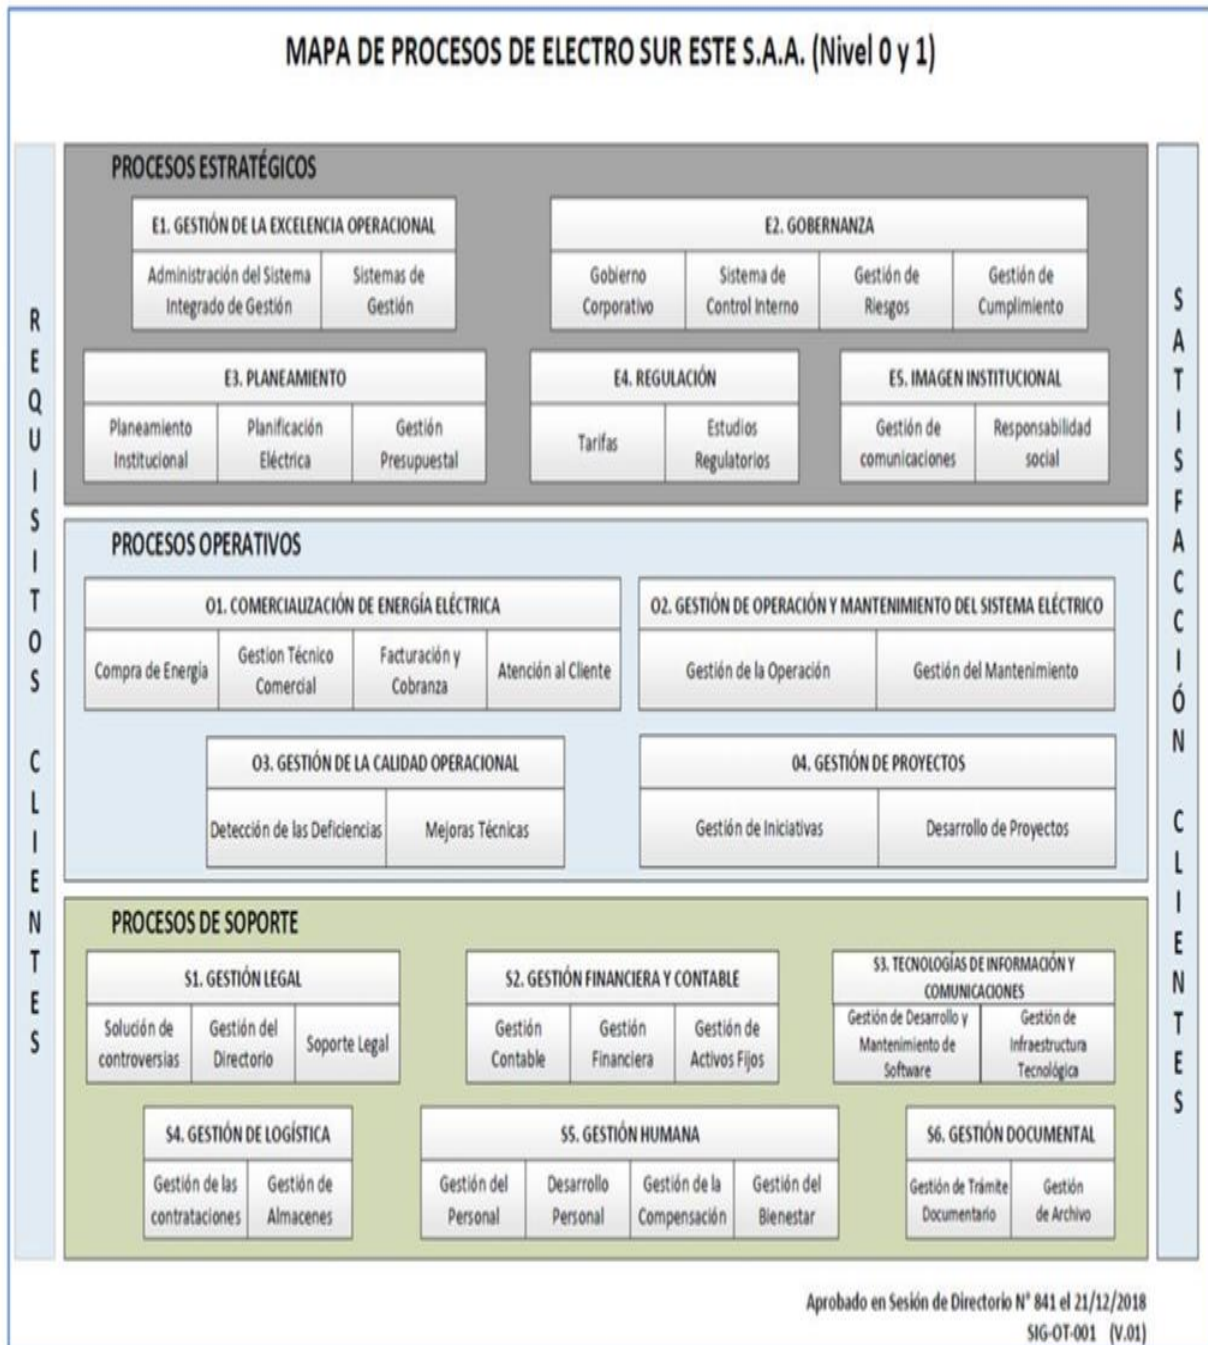 MAPA DE PROCESOS DE ELECTRO SUR ESTE S.A.A. (Nivel 0 y 1)
REQUISITOS CLIENTES
PROCESOS ESTRATÉGICOS
E1. GESTIÓN DE LA EXCELENCIA OPERACIONAL
Administración del Sistema
Integrado de Gestión
Sistemas de
Gestión
E2. GOBERNANZA
Gobierno
Corporativo
Sistema de
Control Interno
Gestión de
Riesgos
Gestión de
Cumplimiento
E3. PLANEAMIENTO
Planeamiento
Institucional
Planificación
Eléctrica
Gestión
Presupuestal
E4. REGULACIÓN
Tarifas
Estudios
Regulatorios
E5. IMAGEN INSTITUCIONAL
Gestión de
comunicaciones
Responsabilidad
social
PROCESOS OPERATIVOS
O1. COMERCIALIZACIÓN DE ENERGÍA ELÉCTRICA
Compra de Energía
Gestion Técnico
Comercial
Facturación y
Cobranza
Atención al Cliente
O2. GESTIÓN DE OPERACIÓN Y MANTENIMIENTO DEL SISTEMA ELÉCTRICO
Gestión de la Operación
Gestión del Mantenimiento
O3. GESTIÓN DE LA CALIDAD OPERACIONAL
Detección de las Deficiencias
Mejoras Técnicas
O4. GESTIÓN DE PROYECTOS
Gestión de Iniciativas
Desarrollo de Proyectos
PROCESOS DE SOPORTE
S1. GESTIÓN LEGAL
Solución de
controversias
Gestión del
Directorio
Soporte Legal
S2. GESTIÓN FINANCIERA Y CONTABLE
Gestión
Contable
Gestión
Financiera
Gestión de
Activos Fijos
S3. TECNOLOGÍAS DE INFORMACIÓN Y
COMUNICACIONES
Gestión de Desarrollo y
Mantenimiento de
Software
Gestión de
Infraestructura
Tecnológica
S4. GESTIÓN DE LOGÍSTICA
Gestión de las
contrataciones
Gestión de
Almacenes
S5. GESTIÓN HUMANA
Gestión del
Personal
Desarrollo
Personal
Gestión de la
Compensación
Gestión del
Bienestar
S6. GESTIÓN DOCUMENTAL
Gestión de Trámite
Documentario
Gestión
de Archivo
SATISFACCIÓN CLIENTES
Aprobado en Sesión de Directorio N° 841 el 21/12/2018
SIG-OT-001 (V.01)